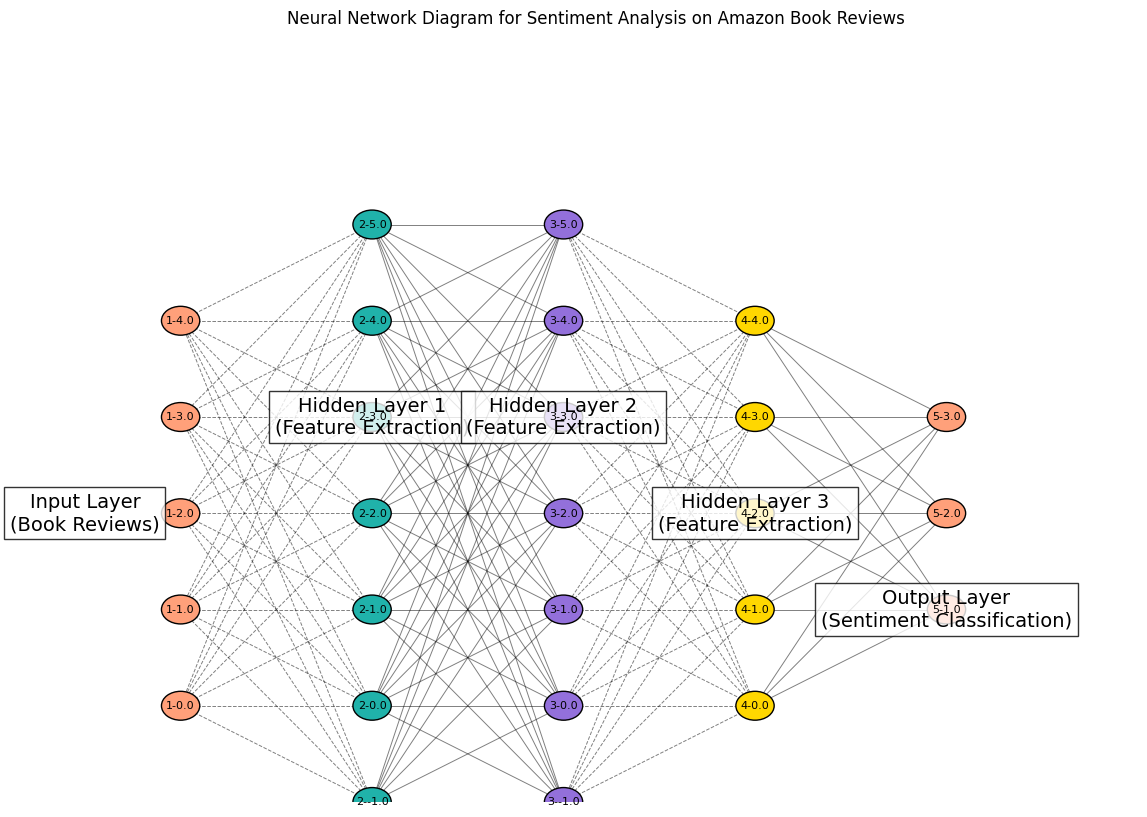 Neural Network Diagram for Sentiment Analysis on Amazon Book Reviews
2-5.0 3-5.0
1-4.0 2-4.0 3-4.0 4-4.0
Hidden Layer 1 Hidden Layer 2
1-3.0 2-3.0 3-3.0 4-3.0 5-3.0
(Feature Extraction (Feature Extraction)
Input Layer Hidden Layer 3
1-2.0 2-2.0 3-2.0 4-2.0 5-2.0
(Book Reviews) (Feature Extraction)
Output Layer
1-1.0 2-1.0 3-1.0 4-1.0 5-1.0
(Sentiment Classification)
1-0.0 2-0.0 3-0.0 4-0.0
2--1.0 3--1.0